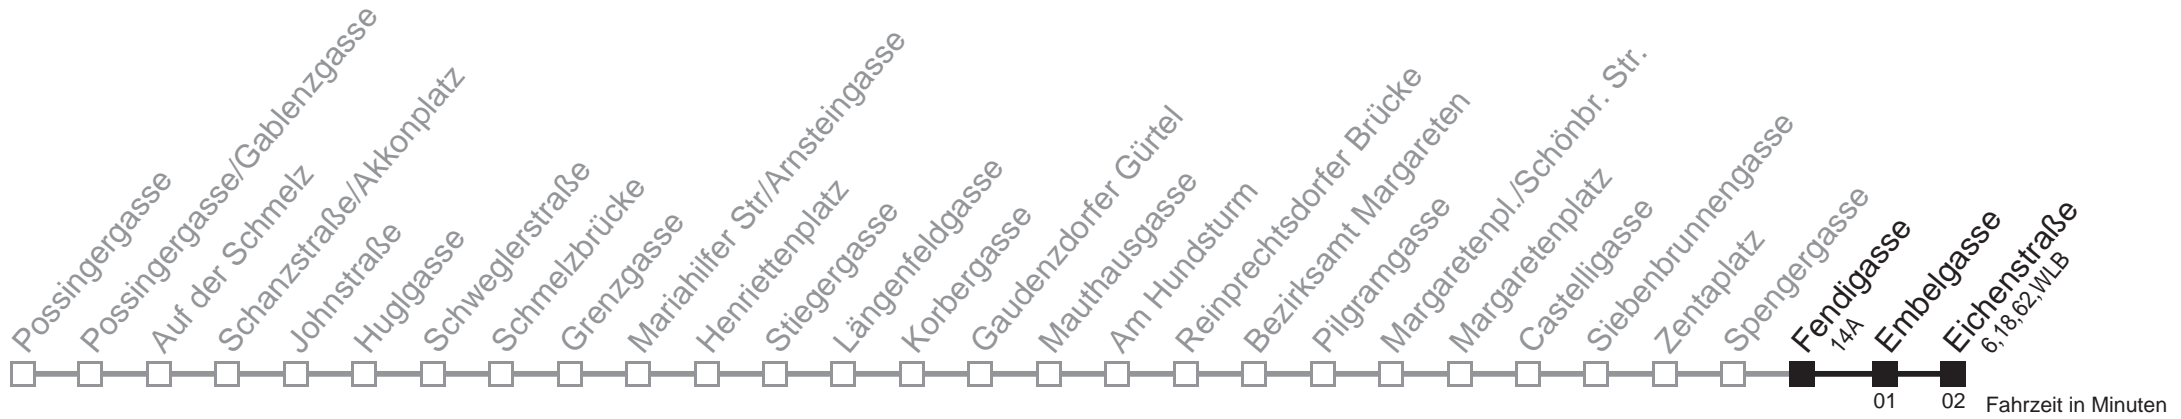 Possingergasse
Possingergasse/Gablenzgasse
Auf der Schmelz
Schanzstraße/Akkonplatz
Johnstraße
Huglgasse
Schweglerstraße
Schmelzbrücke
Grenzgasse
Mariahilfer Str/Arnsteingasse
Henriettenplatz
Stiegergasse
Längenfeldgasse
Korbergasse
Gaudenzdorfer Gürtel
Mauthausgasse
Am Hundsturm
Reinprechtsdorfer Brücke
Bezirksamt Margareten
Pilgramgasse
Margaretenpl./Schönbr. Str.
Margaretenplatz
Castelligasse
Siebenbrunnengasse
Zentaplatz
Spengergasse
Fendigasse
14A
Embelgasse
Eichenstraße
6,18,62,WLB
01
02
Fahrzeit in Minuten